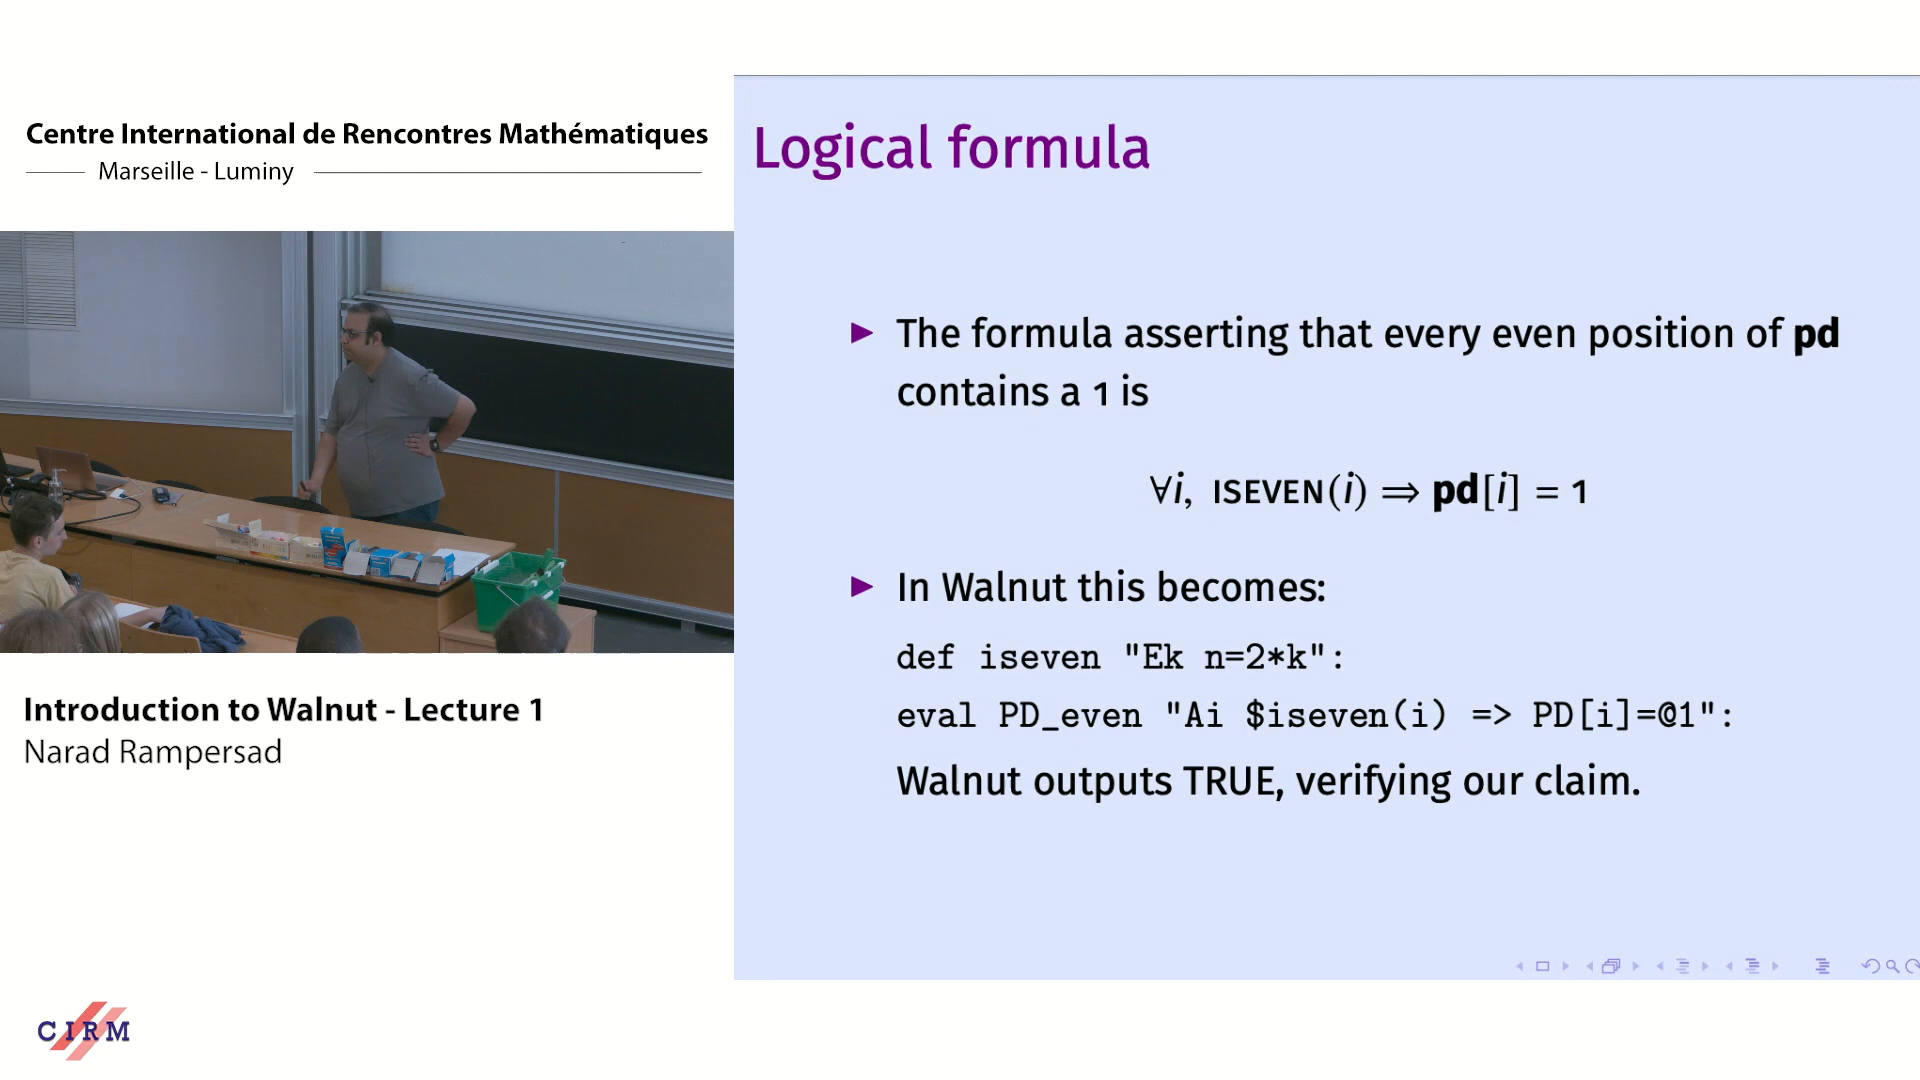 Centre International de Rencontres Mathématiques
Marseille - Luminy
Introduction to Walnut - Lecture 1
Narad Rampersad
CIRM
Logical formula
▶ The formula asserting that every even position of pd
contains a 1 is
∀i, ISEVEN(i) ⇒ pd[i] = 1
▶ In Walnut this becomes:
def iseven "Ek n=2*k":
eval PD_even "Ai $iseven(i) => PD[i]=@1":
Walnut outputs TRUE, verifying our claim.